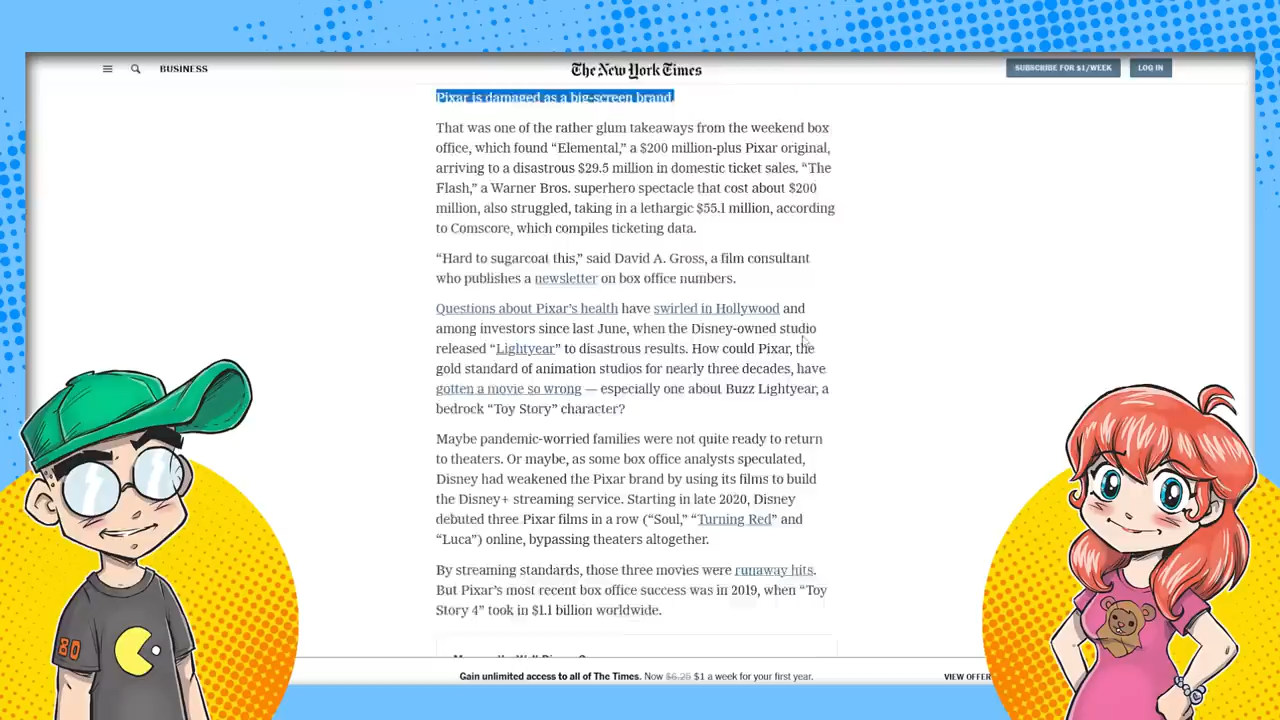 BUSINESS
The New York Times
SUBSCRIBE FOR $1/WEEK
LOG IN
Pixar is damaged as a big-screen brand.
That was one of the rather glum takeaways from the weekend box
office, which found “Elemental,” a $200 million-plus Pixar original,
arriving to a disastrous $29.5 million in domestic ticket sales. “The
Flash,” a Warner Bros. superhero spectacle that cost about $200
million, also struggled, taking in a lethargic $55.1 million, according
to Comscore, which compiles ticketing data.
“Hard to sugarcoat this,” said David A. Gross, a film consultant
who publishes a newsletter on box office numbers.
Questions about Pixar’s health have swirled in Hollywood and
among investors since last June, when the Disney-owned studio
released “Lightyear” to disastrous results. How could Pixar, the
gold standard of animation studios for nearly three decades, have
gotten a movie so wrong — especially one about Buzz Lightyear, a
bedrock “Toy Story” character?
Maybe pandemic-worried families were not quite ready to return
to theaters. Or maybe, as some box office analysts speculated,
Disney had weakened the Pixar brand by using its films to build
the Disney+ streaming service. Starting in late 2020, Disney
debuted three Pixar films in a row (“Soul,” “Turning Red” and
“Luca”) online, bypassing theaters altogether.
By streaming standards, those three movies were runaway hits.
But Pixar’s most recent box office success was in 2019, when “Toy
Story 4” took in $1.1 billion worldwide.
Gain unlimited access to all of The Times. Now $6.25 $1 a week for your first year.
VIEW OFFER
80